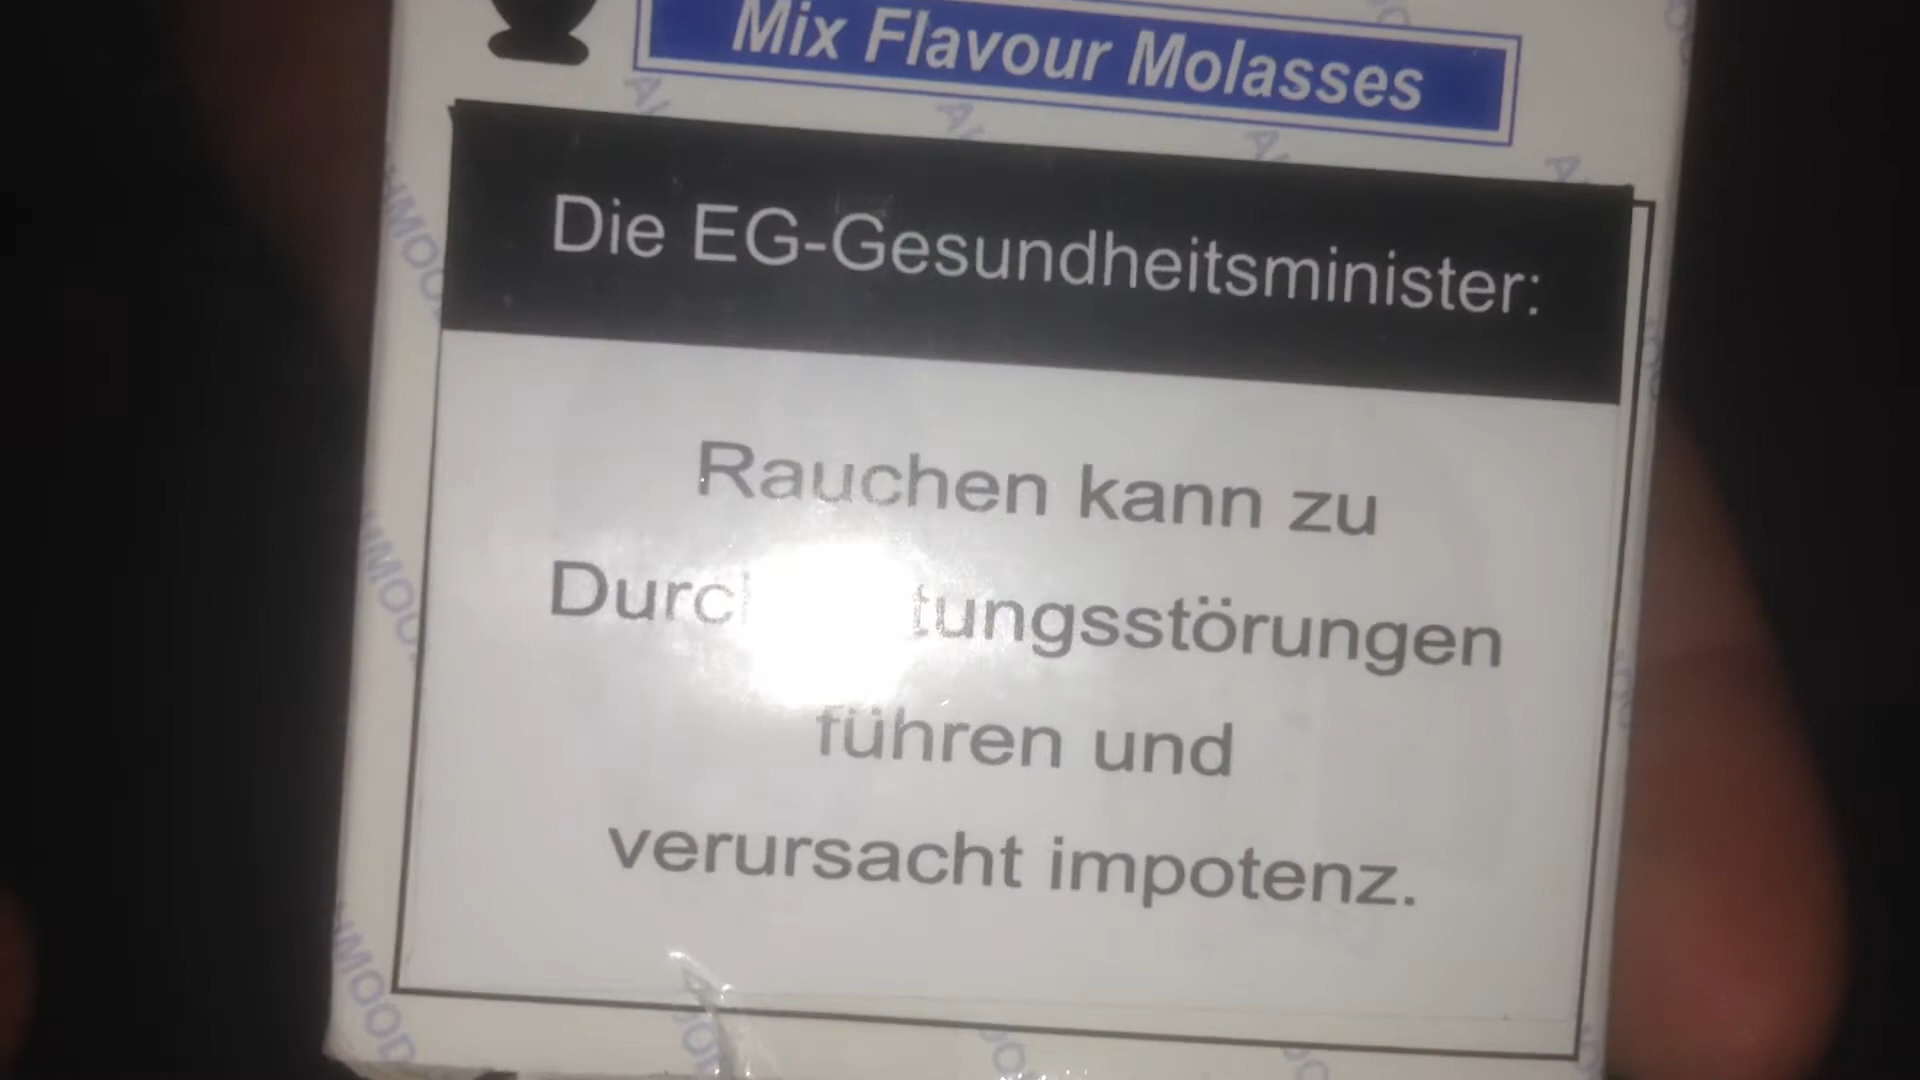 Mix Flavour Molasses
Die EG-Gesundheitsminister:
Rauchen kann zu
führen und
verursacht impotenz.